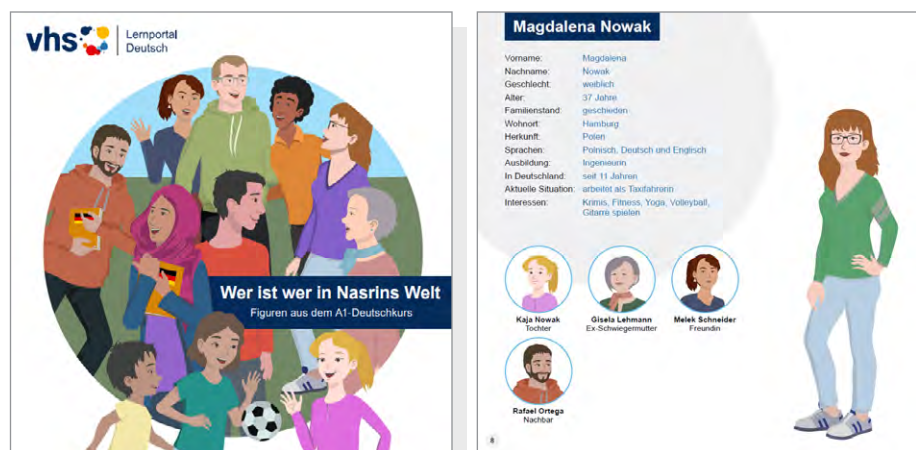 vhs
Lernportal
Deutsch
Wer ist wer in Nasrins Welt
Figuren aus dem A1-Deutschkurs
Magdalena Nowak
Vorname: Magdalena
Nachname: Nowak
Geschlecht: weiblich
Alter: 37 Jahre
Familienstand: geschieden
Wohnort: Hamburg
Herkunft: Polen
Sprachen: Polnisch, Deutsch und Englisch
Ausbildung: Ingenieurin
In Deutschland: seit 11 Jahren
Aktuelle Situation: arbeitet als Taxifahrerin
Interessen: Krimis, Fitness, Yoga, Volleyball,
Gitarre spielen
Kaja Nowak
Tochter
Gisela Lehmann
Ex-Schwiegermutter
Melek Schneider
Freundin
Rafael Ortega
Nachbar
8